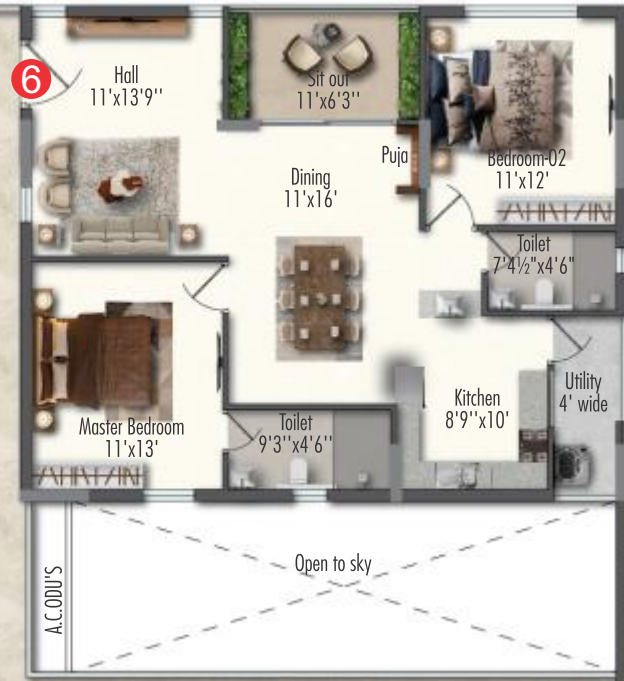 6
Hall
11'x13'9''
Sit out
11'x6'3''
Puja
Bedroom-02
11'x12'
Dining
11'x16'
Toilet
7'4½"x4'6"
Kitchen
8'9''x10'
Utility
4' wide
Master Bedroom
11'x13'
Toilet
9'3''x4'6''
Open to sky
A.C.ODU'S